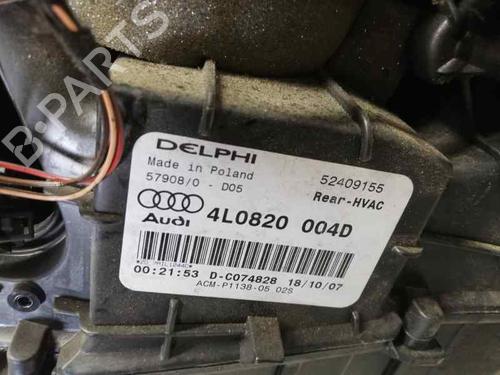 B-PARTS
DELPHI
Made in Poland
52409155
57908/0 - D05
Rear-HVAC
Audi
4L0820 004D
00:21:53 D-C074828 18/10/07
ACM-P1138-05 02S